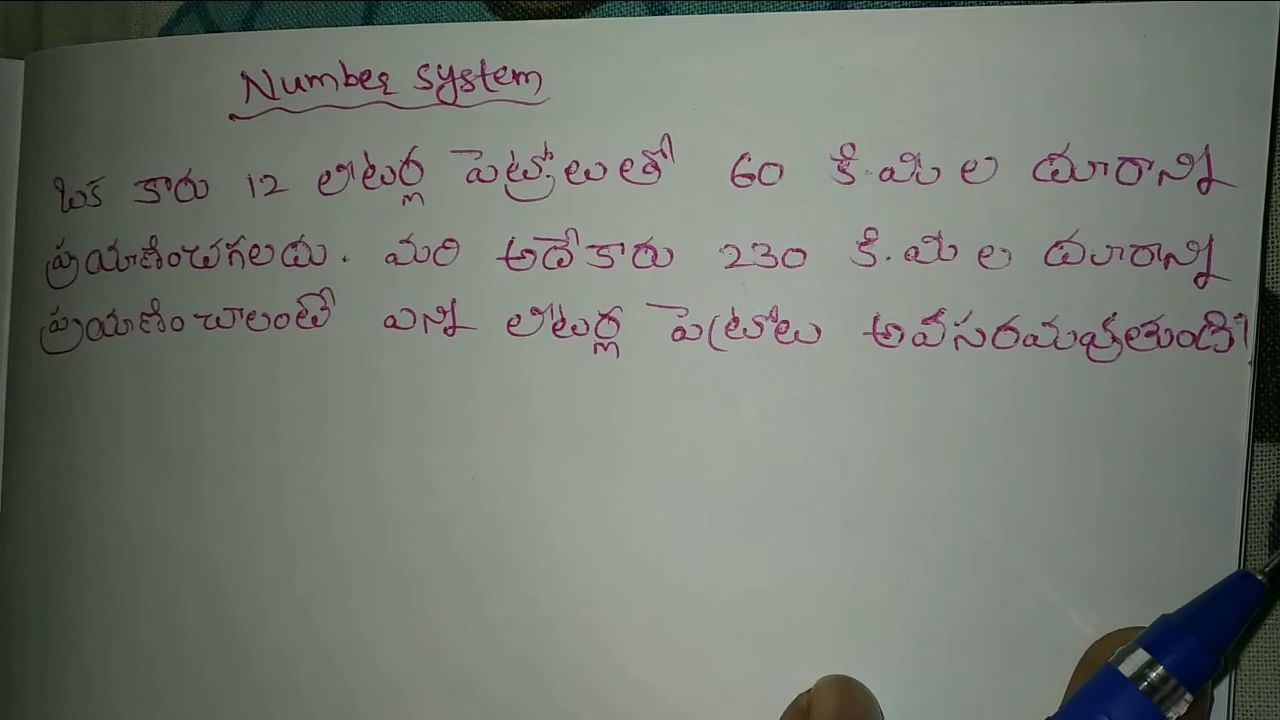 Number system
ఒక కారు 12 లీటర్ల పెట్రోలుతో 60 కి.మీ ల దూరాన్ని
ప్రయాణించగలదు. మరి అదేకారు 230 కి.మీ ల దూరాన్ని
ప్రయాణించాలంటే ఎన్ని లీటర్ల పెట్రోలు అవసరమవుతుంది?